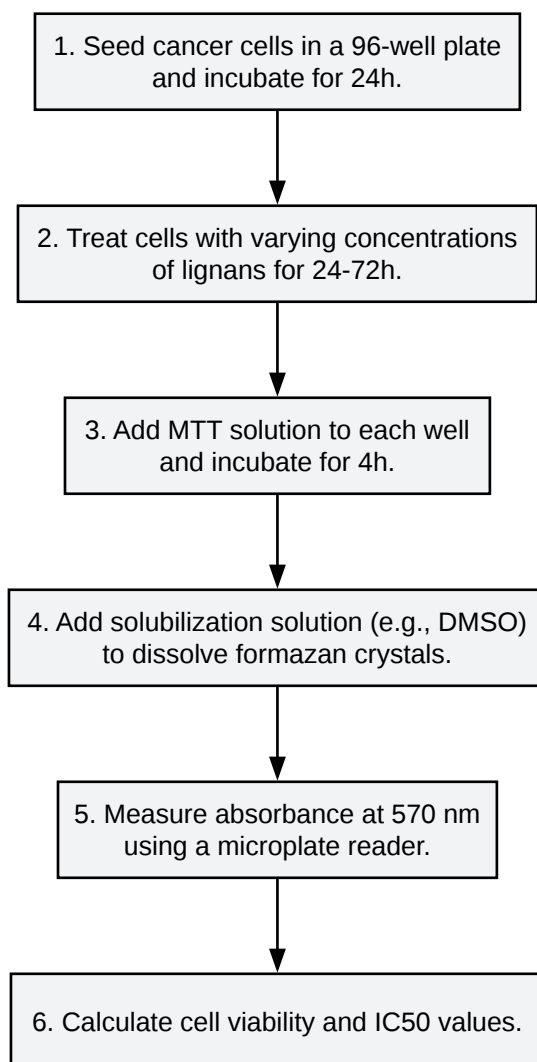 1. Seed cancer cells in a 96-well plate
and incubate for 24h.
2. Treat cells with varying concentrations
of lignans for 24-72h.
3. Add MTT solution to each well
and incubate for 4h.
4. Add solubilization solution (e.g., DMSO)
to dissolve formazan crystals.
5. Measure absorbance at 570 nm
using a microplate reader.
6. Calculate cell viability and IC50 values.